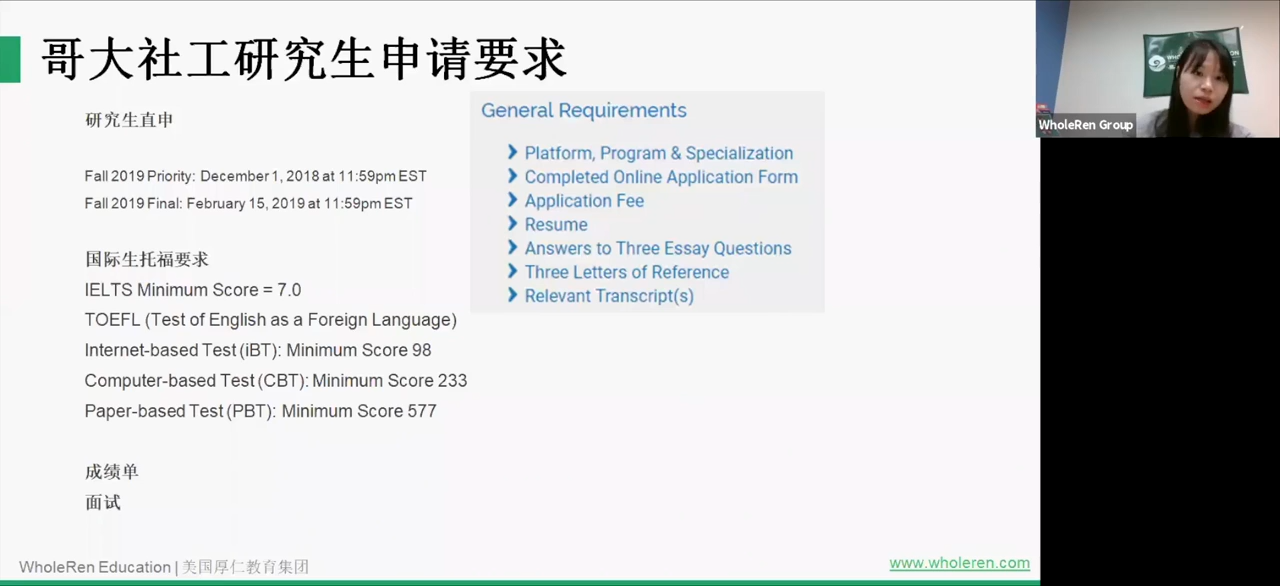 哥大社工研究生申请要求
研究生直申
Fall 2019 Priority: December 1, 2018 at 11:59pm EST
Fall 2019 Final: February 15, 2019 at 11:59pm EST
国际生托福要求
IELTS Minimum Score = 7.0
TOEFL (Test of English as a Foreign Language)
Internet-based Test (iBT): Minimum Score 98
Computer-based Test (CBT): Minimum Score 233
Paper-based Test (PBT): Minimum Score 577
成绩单
面试
General Requirements
Platform, Program & Specialization
Completed Online Application Form
Application Fee
Resume
Answers to Three Essay Questions
Three Letters of Reference
Relevant Transcript(s)
WholeRen Education | 美国厚仁教育集团
www.wholeren.com
WholeRen Group